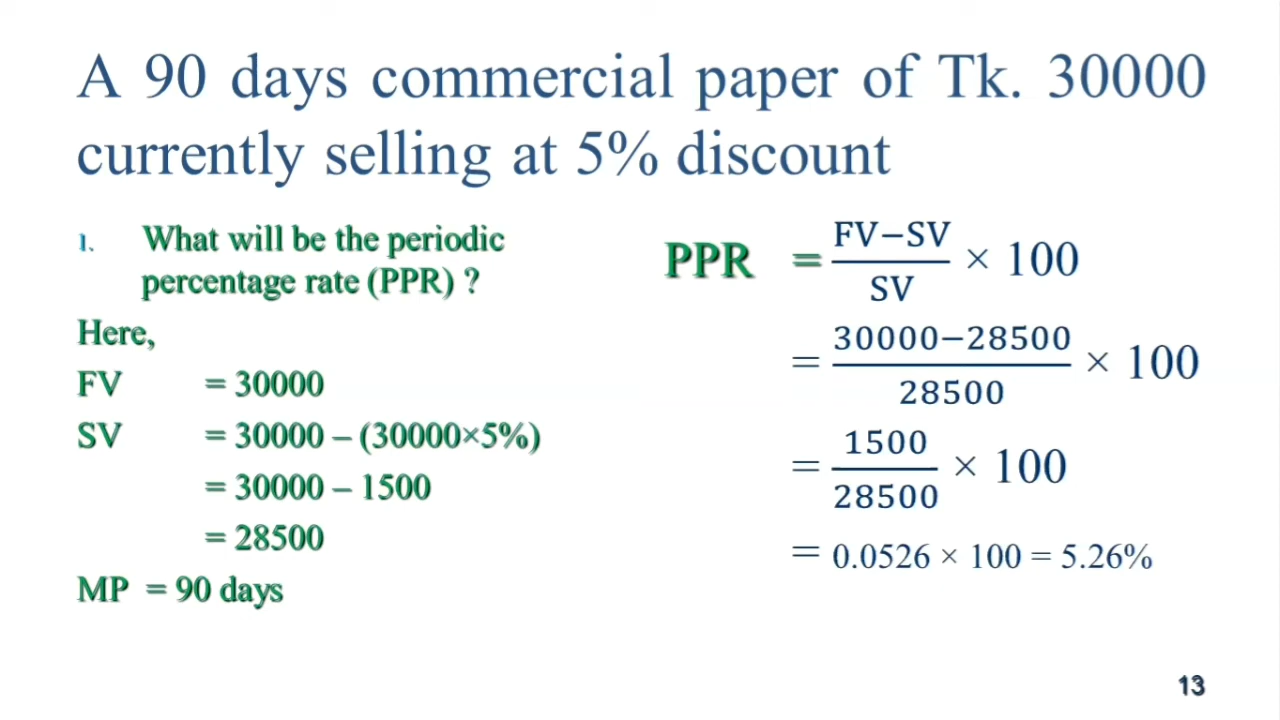 A 90 days commercial paper of Tk. 30000
currently selling at 5% discount
1. What will be the periodic
percentage rate (PPR) ?
Here,
FV = 30000
SV = 30000 – (30000×5%)
= 30000 – 1500
= 28500
MP = 90 days
PPR = FV−SV/SV × 100
= 30000−28500/28500 × 100
= 1500/28500 × 100
= 0.0526 × 100 = 5.26%
13